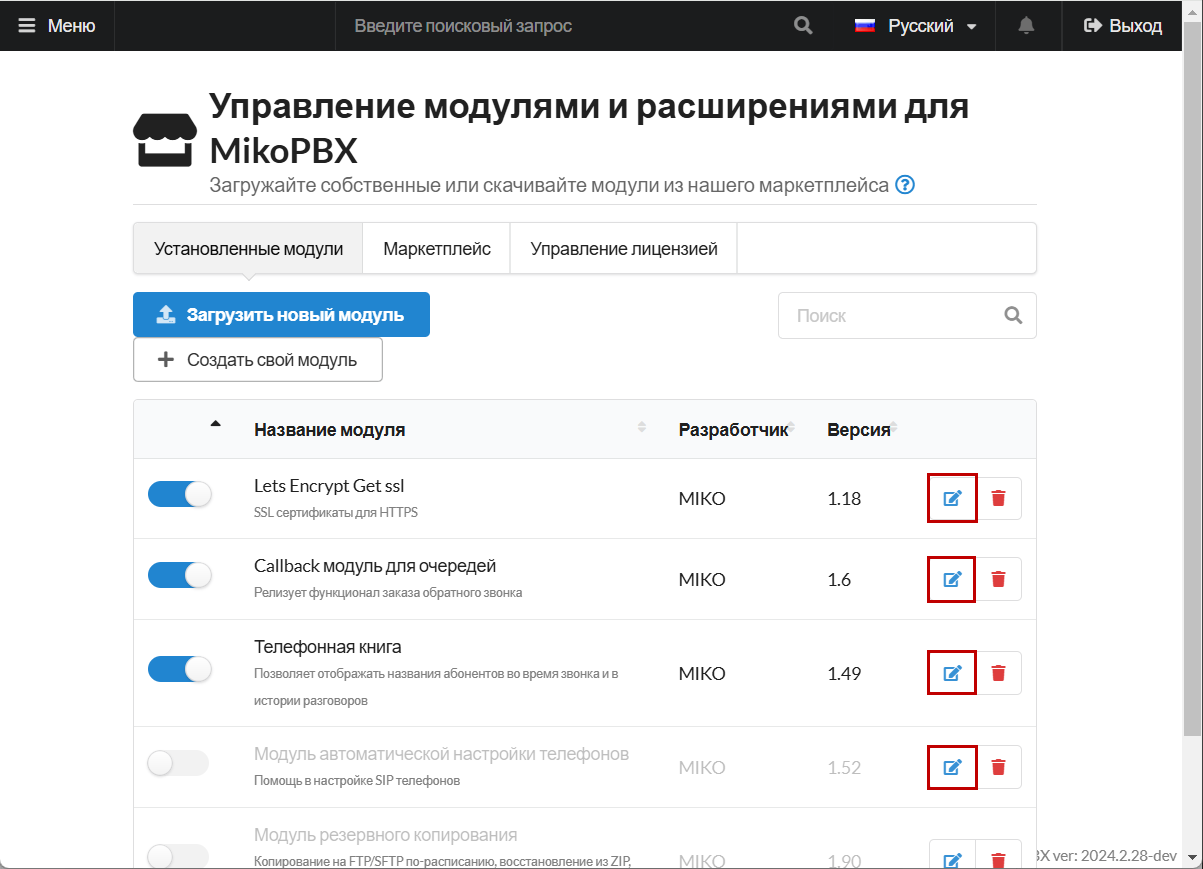 Меню
Введите поисковый запрос
Русский
Выход
Управление модулями и расширениями для
MikoPBX
Загружайте собственные или скачивайте модули из нашего маркетплейса
Установленные модули
Маркетплейс
Управление лицензией
Загрузить новый модуль
Поиск
Создать свой модуль
Название модуля
Разработчик
Версия
Lets Encrypt Get ssl
SSL сертификаты для HTTPS
MIKO
1.18
Callback модуль для очередей
Релизует функционал заказа обратного звонка
MIKO
1.6
Телефонная книга
Позволяет отображать названия абонентов во время звонка и в
истории разговоров
MIKO
1.49
Модуль автоматической настройки телефонов
Помощь в настройке SIP телефонов
MIKO
1.52
Модуль резервного копирования
Копирование на FTP/SFTP по-расписанию, восстановление из ZIP,
MIKO
1.90
BX ver: 2024.2.28-dev